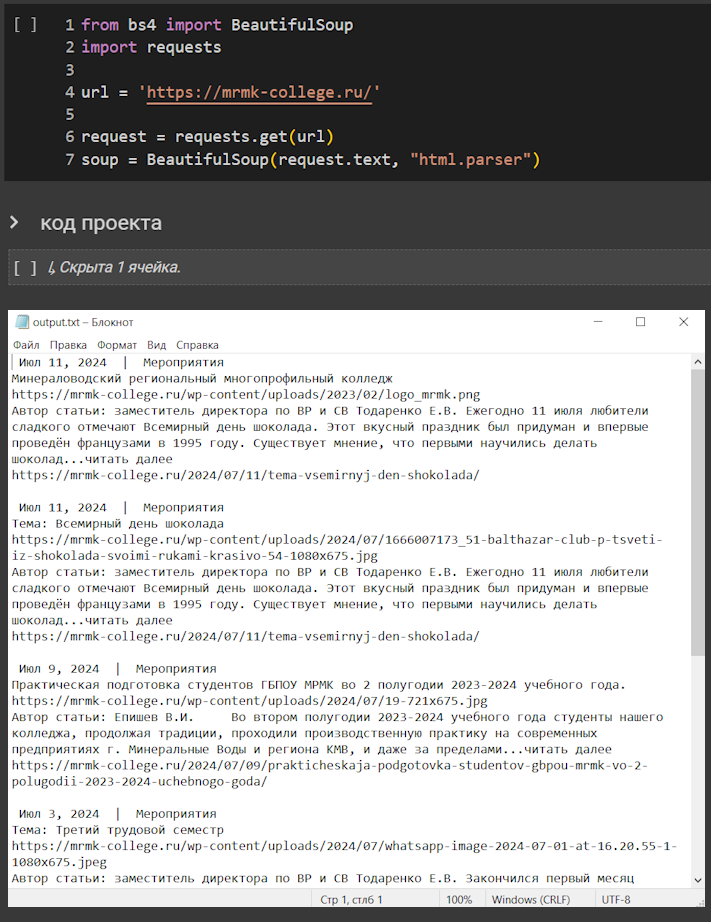 [ ] 1 from bs4 import BeautifulSoup
2 import requests
3
4 url = 'https://mrmk-college.ru/'
5
6 request = requests.get(url)
7 soup = BeautifulSoup(request.text, "html.parser")
код проекта
[ ] ↳ Скрыта 1 ячейка.
output.txt – Блокнот
Файл Правка Формат Вид Справка
Июл 11, 2024 | Мероприятия
Минераловодский региональный многопрофильный колледж
https://mrmk-college.ru/wp-content/uploads/2023/02/logo_mrmk.png
Автор статьи: заместитель директора по ВР и СВ Тодаренко Е.В. Ежегодно 11 июля любители
сладкого отмечают Всемирный день шоколада. Этот вкусный праздник был придуман и впервые
проведён французами в 1995 году. Существует мнение, что первыми научились делать
шоколад...читать далее
https://mrmk-college.ru/2024/07/11/tema-vsemirnyj-den-shokolada/
Июл 11, 2024 | Мероприятия
Тема: Всемирный день шоколада
https://mrmk-college.ru/wp-content/uploads/2024/07/1666007173_51-balthazar-club-p-tsveti-
iz-shokolada-svoimi-rukami-krasivo-54-1080x675.jpg
Автор статьи: заместитель директора по ВР и СВ Тодаренко Е.В. Ежегодно 11 июля любители
сладкого отмечают Всемирный день шоколада. Этот вкусный праздник был придуман и впервые
проведён французами в 1995 году. Существует мнение, что первыми научились делать
шоколад...читать далее
https://mrmk-college.ru/2024/07/11/tema-vsemirnyj-den-shokolada/
Июл 9, 2024 | Мероприятия
Практическая подготовка студентов ГБПОУ МРМК во 2 полугодии 2023-2024 учебного года.
https://mrmk-college.ru/wp-content/uploads/2024/07/19-721x675.jpg
Автор статьи: Епишев В.И. Во втором полугодии 2023-2024 учебного года студенты нашего
колледжа, продолжая традиции, проходили производственную практику на современных
предприятиях г. Минеральные Воды и региона КМВ, и даже за пределами...читать далее
https://mrmk-college.ru/2024/07/09/prakticheskaja-podgotovka-studentov-gbpou-mrmk-vo-2-
polugodii-2023-2024-uchebnogo-goda/
Июл 3, 2024 | Мероприятия
Тема: Третий трудовой семестр
https://mrmk-college.ru/wp-content/uploads/2024/07/whatsapp-image-2024-07-01-at-16.20.55-1-
1080x675.jpeg
Автор статьи: заместитель директора по ВР и СВ Тодаренко Е.В. Закончился первый месяц
Стр 1, стлб 1 100% Windows (CRLF) UTF-8